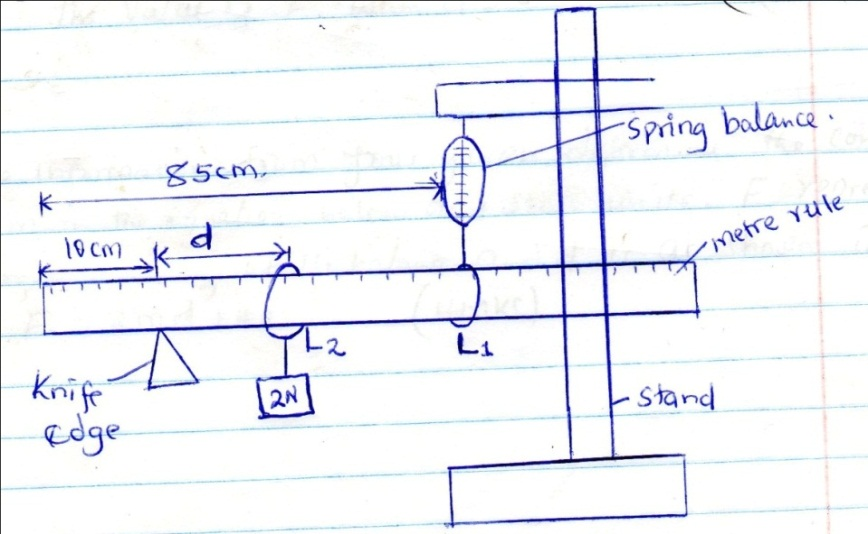 Spring balance.
85cm.
10cm
d
metre rule
L2
L1
Knife
edge
2N
Stand